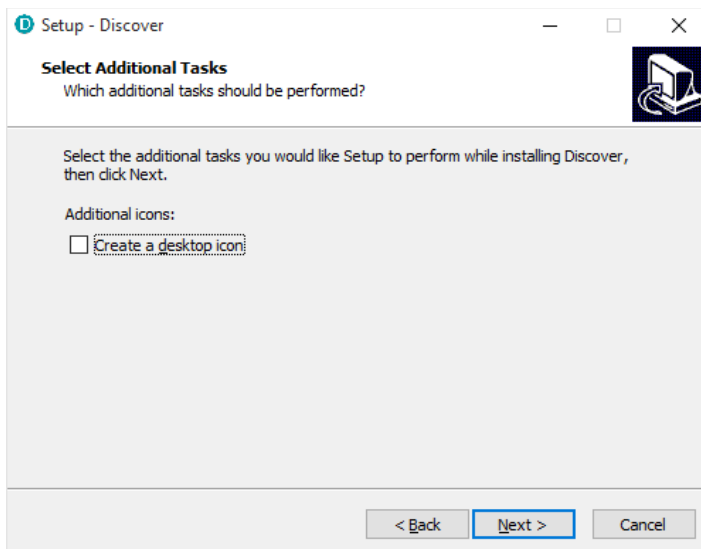 Setup - Discover
Select Additional Tasks
Which additional tasks should be performed?
Select the additional tasks you would like Setup to perform while installing Discover,
then click Next.
Additional icons:
Create a desktop icon
< Back
Next >
Cancel